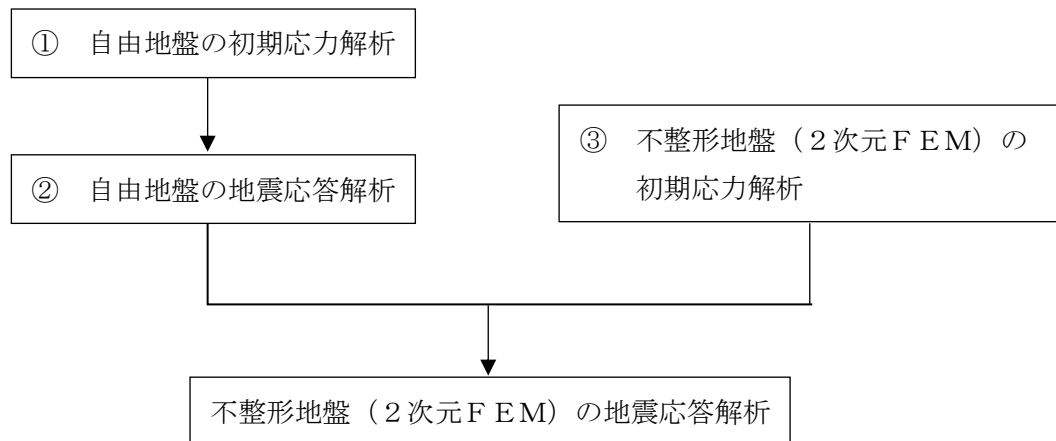 ① 自由地盤の初期応力解析
② 自由地盤の地震応答解析
③ 不整形地盤（２次元ＦＥＭ）の
初期応力解析
不整形地盤（２次元ＦＥＭ）の地震応答解析